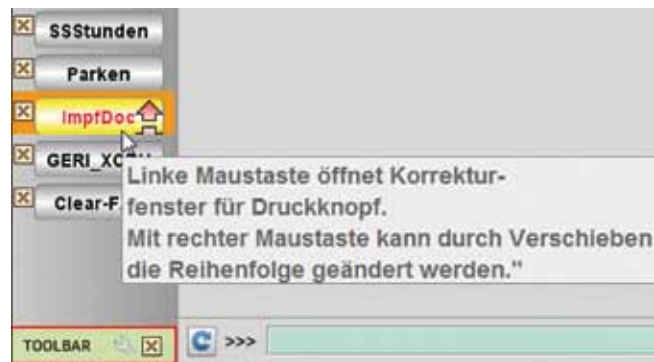 SSStunden
Parken
ImpfDoc
Linke Maustaste öffnet Korrektur-
fenster für Druckknopf.
Mit rechter Maustaste kann durch Verschieben
die Reihenfolge geändert werden."
TOOLBAR
>>>